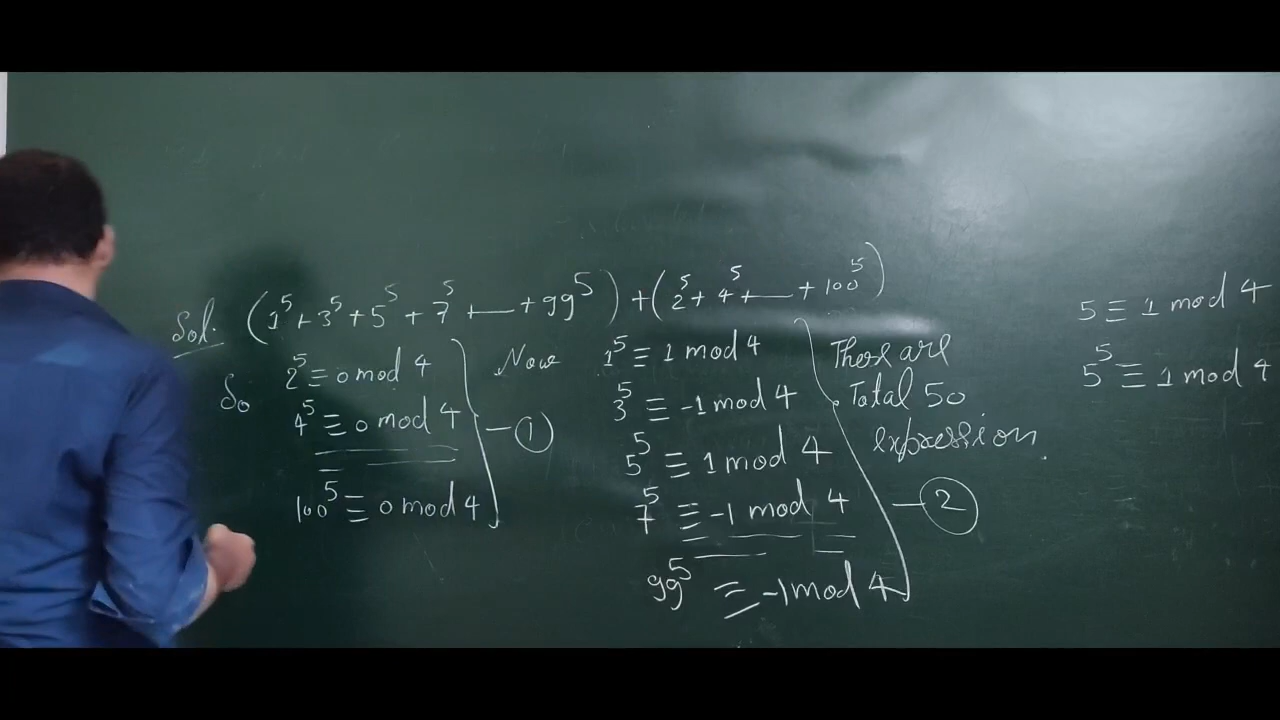 Sol. (1⁵ + 3⁵ + 5⁵ + 7⁵ + — + 99⁵) + (2⁵ + 4⁵ + — + 100⁵)
So 2⁵ ≡ 0 mod 4
4⁵ ≡ 0 mod 4
100⁵ ≡ 0 mod 4
— ①
Now 1⁵ ≡ 1 mod 4
3⁵ ≡ -1 mod 4
5⁵ ≡ 1 mod 4
7⁵ ≡ -1 mod 4
99⁵ ≡ -1 mod 4
There are
Total 50
expression.
— ②
5 ≡ 1 mod 4
5⁵ ≡ 1 mod 4